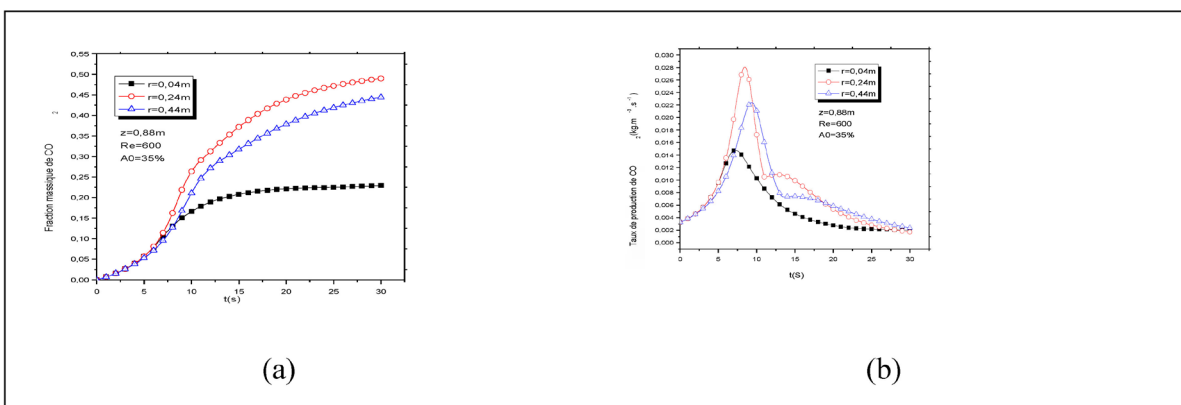 0,55
0,50
0,45
0,40
0,35
0,30
0,25
0,20
0,15
0,10
0,05
0,00
Fraction massique de CO
2
r=0,04m
r=0,24m
r=0,44m
z=0,88m
Re=600
A0=35%
0 5 10 15 20 25 30
t(s)
(a)
0,030
0,028
0,026
0,024
0,022
0,020
0,018
0,016
0,014
0,012
0,010
0,008
0,006
0,004
0,002
0,000
Taux de production de CO2(kg.m⁻³.s⁻¹)
r=0,04m
r=0,24m
r=0,44m
z=0,88m
Re=600
A0=35%
0 5 10 15 20 25 30
t(S)
(b)